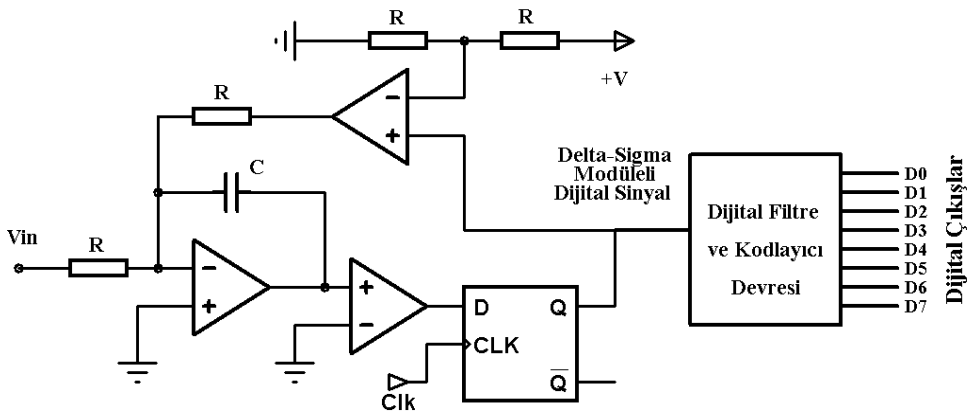 R
R
+V
R
C
Vin
R
Delta-Sigma
Modüleli
Dijital Sinyal
Dijital Filtre
ve Kodlayıcı
Devresi
D0
D1
D2
D3
D4
D5
D6
D7
Dijital Çıkışlar
D
Q
CLK
Q
Clk